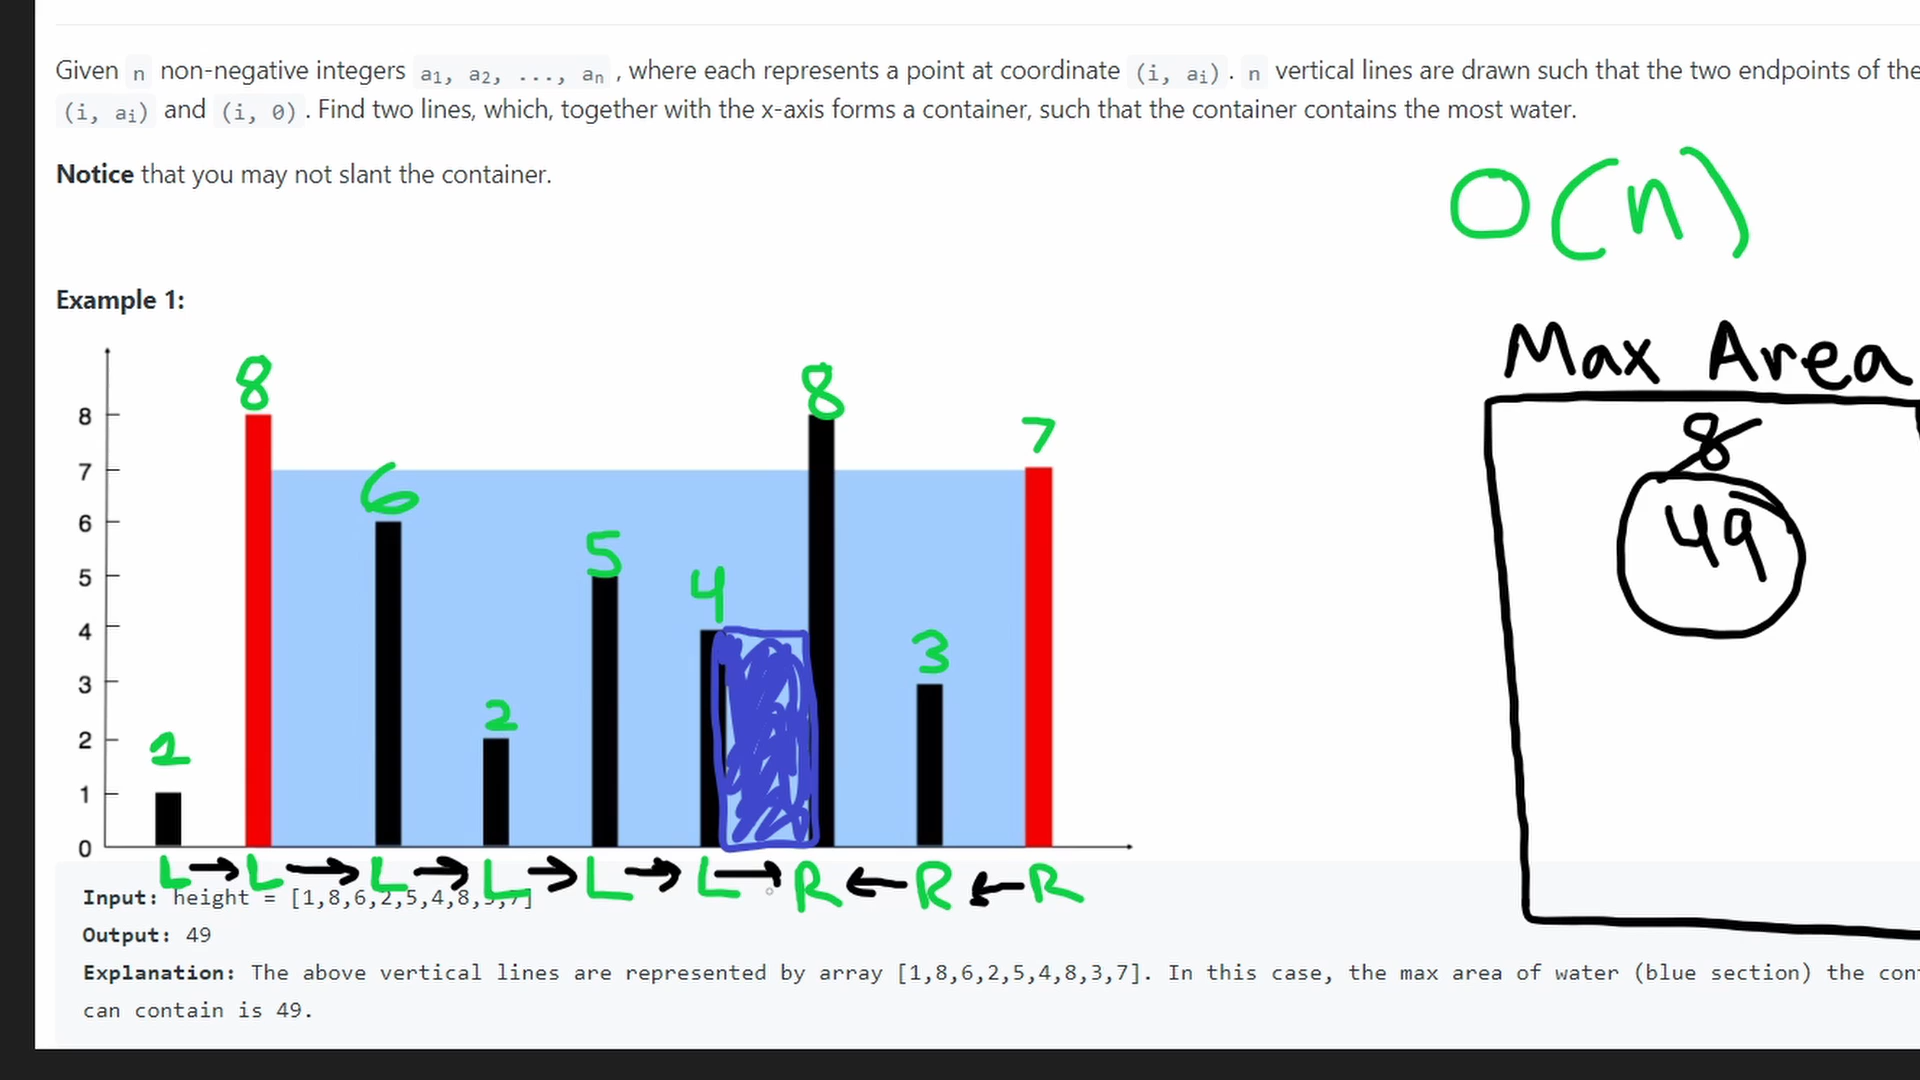 Given n non-negative integers a1, a2, ..., an , where each represents a point at coordinate (i, ai) . n vertical lines are drawn such that the two endpoints of the
(i, ai) and (i, 0) . Find two lines, which, together with the x-axis forms a container, such that the container contains the most water.
Notice that you may not slant the container.
O(n)
Example 1:
Max Area
8
49
8 8
7
6
5
4
3
2
1
8
7
6
5
4
3
2
1
0
L L L L L L R R R
Input: height = [1,8,6,2,5,4,8,3,7]
Output: 49
Explanation: The above vertical lines are represented by array [1,8,6,2,5,4,8,3,7]. In this case, the max area of water (blue section) the
can contain is 49.